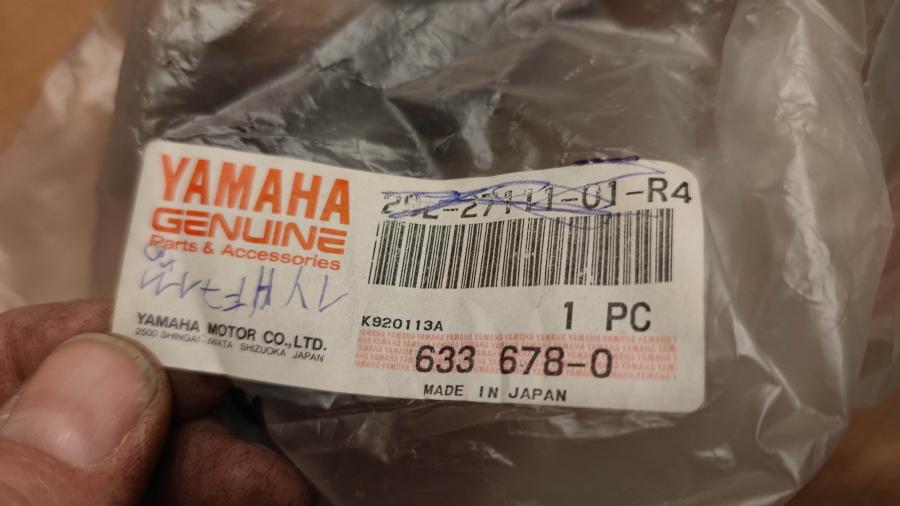 YAMAHA
GENUINE
Parts & Accessories
YAMAHA MOTOR CO.,LTD.
2500 SHINGAI IWATA SHIZUOKA JAPAN
27111-01-R4
1 PC
K920113A
633 678-0
MADE IN JAPAN